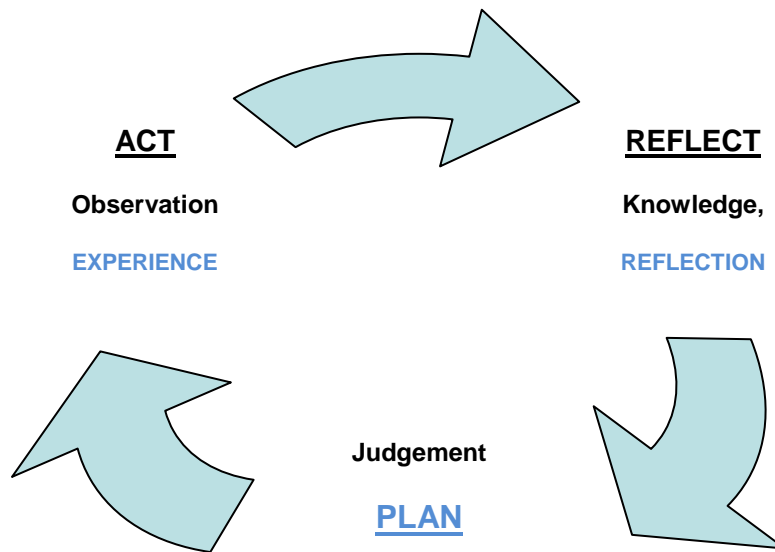 ACT
Observation
EXPERIENCE
REFLECT
Knowledge,
REFLECTION
Judgement
PLAN